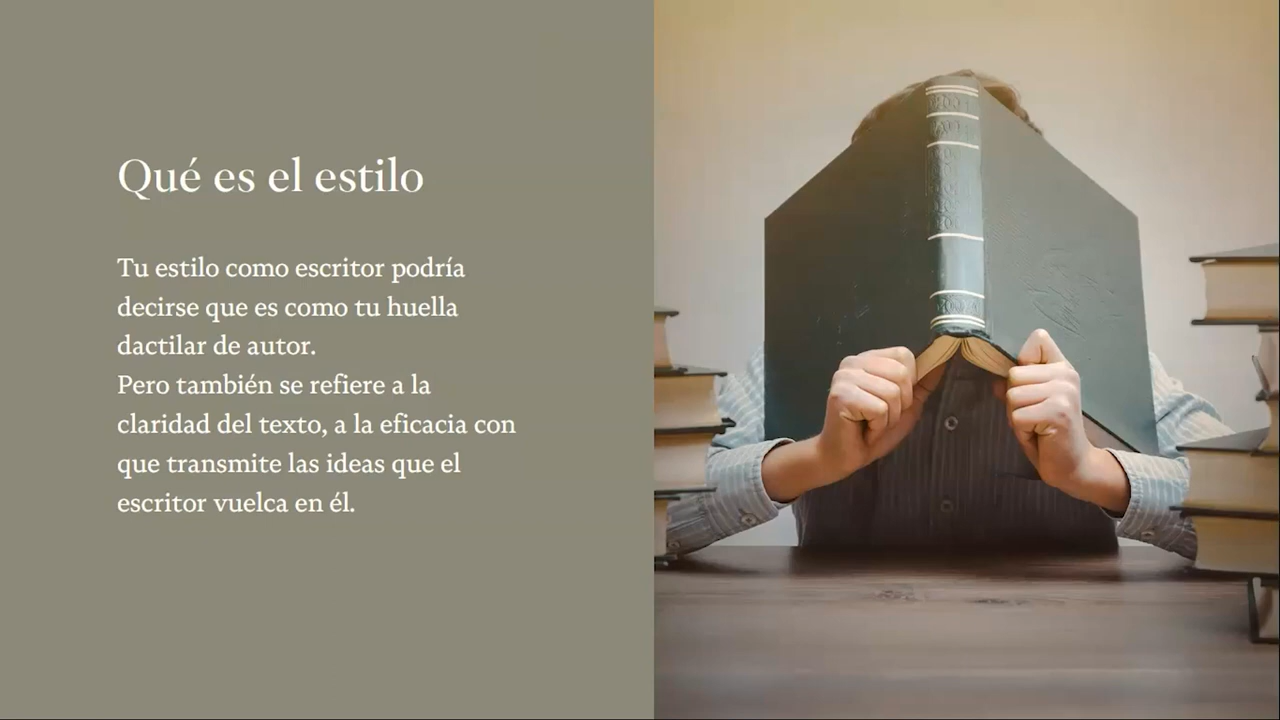 Qué es el estilo
Tu estilo como escritor podría
decirse que es como tu huella
dactilar de autor.
Pero también se refiere a la
claridad del texto, a la eficacia con
que transmite las ideas que el
escritor vuelca en él.